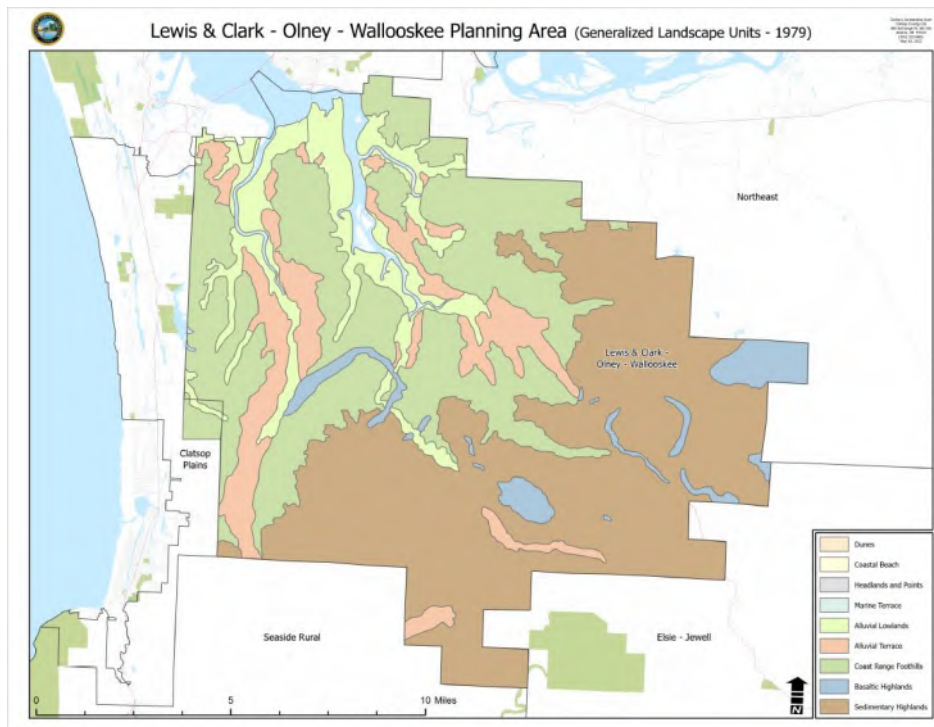 Lewis & Clark - Olney - Wallooskee Planning Area (Generalized Landscape Units - 1979)
Northeast
Lewis & Clark -
Olney - Wallooskee
Clatsop
Plains
Seaside Rural
Elsie - Jewell
Dunes
Coastal Beach
Headlands and Points
Marine Terrace
Alluvial Lowlands
Alluvial Terrace
Coast Range Foothills
Basaltic Highlands
Sedimentary Highlands
0 5 10 Miles
N